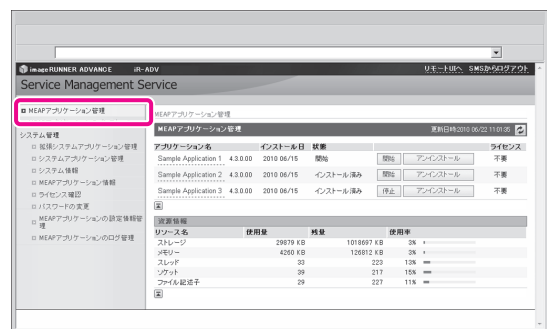 imageRUNNER ADVANCE iR-ADV リモートUIへ SMSからログアウト
Service Management Service
MEAPアプリケーション管理
システム管理
拡張システムアプリケーション管理
システムアプリケーション管理
システム情報
MEAPアプリケーション情報
ライセンス確認
パスワードの変更
MEAPアプリケーションの設定情報管理
MEAPアプリケーションのログ管理
MEAPアプリケーション管理
MEAPアプリケーション管理 更新日時:2010 06/22 11:01:35
アプリケーション名 インストール日 状態 ライセンス
Sample Application 1 4.3.0.00 2010 06/15 開始 開始 アンインストール 不要
Sample Application 2 4.3.0.00 2010 06/15 インストール済み 開始 アンインストール 不要
Sample Application 3 4.3.0.00 2010 06/15 インストール済み 停止 アンインストール 不要
資源情報
リソース名 使用量 残量 使用率
ストレージ 29879 KB 1018697 KB 3%
メモリー 4260 KB 126812 KB 3%
スレッド 33 223 13%
ソケット 39 217 15%
ファイル記述子 29 227 11%